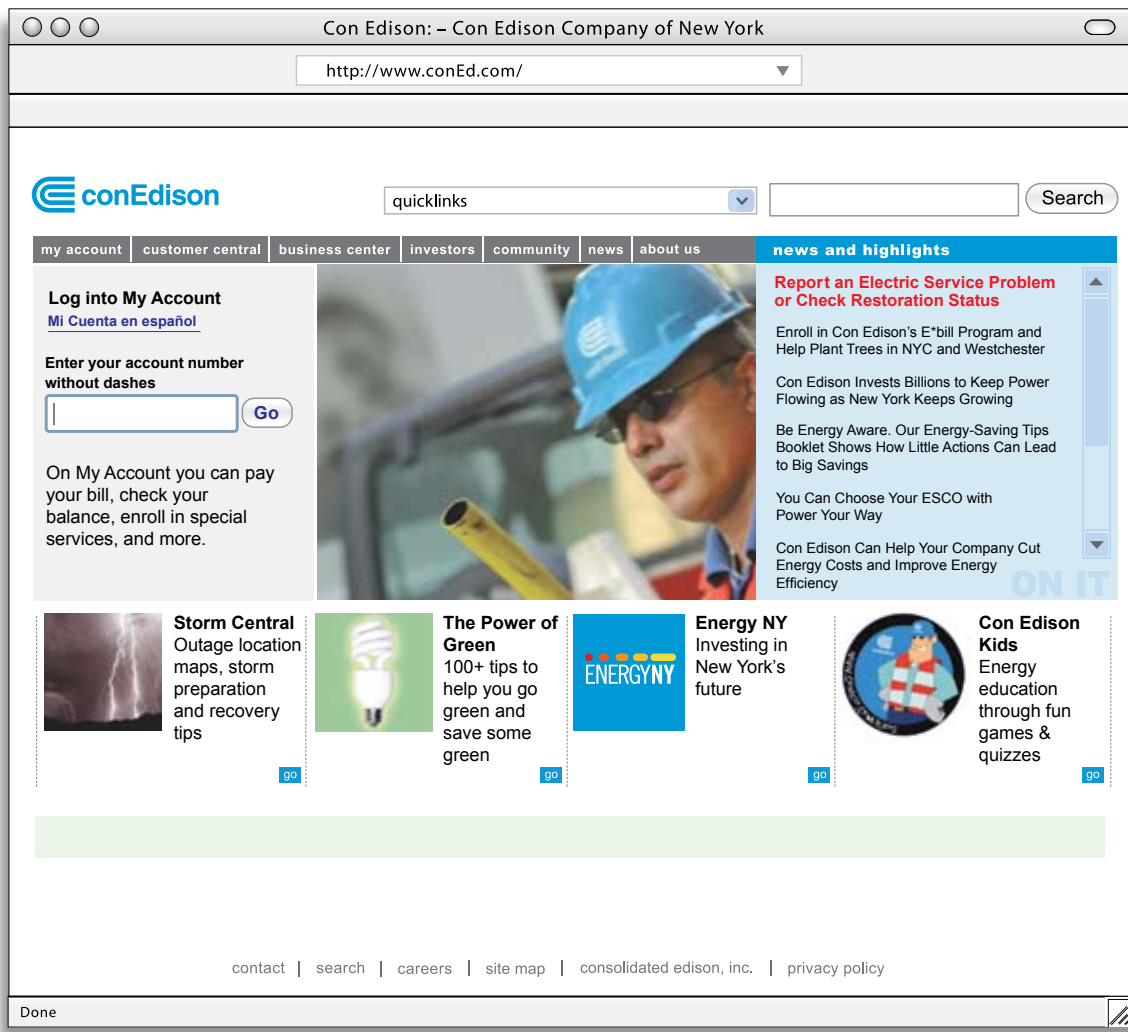 Con Edison: – Con Edison Company of New York
http://www.conEd.com/
conEdison
quicklinks
Search
my account
customer central
business center
investors
community
news
about us
news and highlights
Log into My Account
Mi Cuenta en español
Enter your account number
without dashes
Go
On My Account you can pay
your bill, check your
balance, enroll in special
services, and more.
Report an Electric Service Problem
or Check Restoration Status
Enroll in Con Edison’s E*bill Program and
Help Plant Trees in NYC and Westchester
Con Edison Invests Billions to Keep Power
Flowing as New York Keeps Growing
Be Energy Aware. Our Energy-Saving Tips
Booklet Shows How Little Actions Can Lead
to Big Savings
You Can Choose Your ESCO with
Power Your Way
Con Edison Can Help Your Company Cut
Energy Costs and Improve Energy
Efficiency
ON IT
Storm Central
Outage location
maps, storm
preparation
and recovery
tips
go
The Power of
Green
100+ tips to
help you go
green and
save some
green
go
ENERGYNY
Energy NY
Investing in
New York’s
future
go
Con Edison
Kids
Energy
education
through fun
games &
quizzes
go
contact | search | careers | site map | consolidated edison, inc. | privacy policy
Done